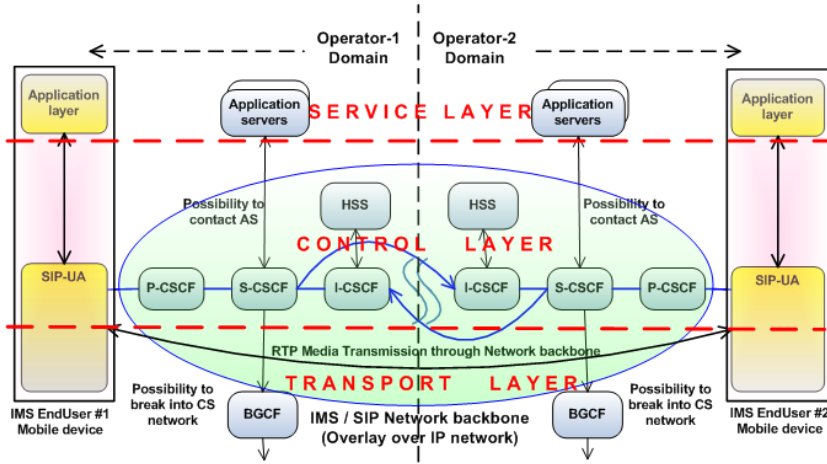 Operator-1
Domain
Operator-2
Domain
Application
layer
Application
servers
SERVICE LAYER
Application
servers
Application
layer
Possibility to
contact AS
HSS
HSS
Possibility to
contact AS
CONTROL LAYER
SIP-UA
P-CSCF
S-CSCF
I-CSCF
I-CSCF
S-CSCF
P-CSCF
SIP-UA
RTP Media Transmission through Network backbone
TRANSPORT LAYER
Possibility to
break into CS
network
BGCF
IMS / SIP Network backbone
(Overlay over IP network)
BGCF
Possibility to
break into CS
network
IMS EndUser #1
Mobile device
IMS EndUser #2
Mobile device